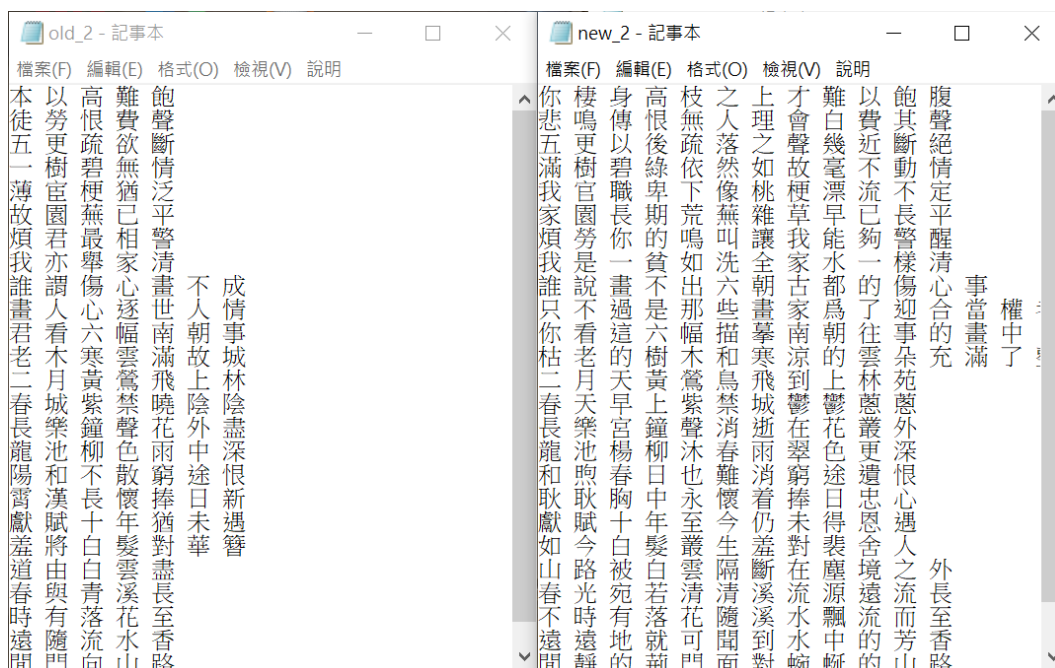 old_2 - 記事本
檔案(F) 編輯(E) 格式(O) 檢視(V) 說明
本以高難飽
徒勞恨費聲
五更疏欲斷
一樹碧無情
薄宦梗猶泛
故園蕪已平
煩君最相警
我亦舉家清
誰謂傷心畫不成
畫人心逐世人情
君看六幅南朝事
老木寒雲滿故城
二月黃鶯飛上林
春城紫禁曉陰陰
長樂鐘聲花外盡
龍池柳色雨中深
陽和不散窮途恨
霄漢長懷捧日新
獻賦十年猶未遇
羞將白髮對華簪
道由白雲盡
春與青溪長
時有落花至
遠隨流水香
閒門向山路
new_2 - 記事本
檔案(F) 編輯(E) 格式(O) 檢視(V) 說明
你棲身高枝之上才難以飽腹
悲鳴傳恨無人理會白費其聲
五更以後疏落之聲幾近斷絕
滿樹碧綠依然如故毫不動情
我官職卑下像桃梗漂流不定
家園長期荒蕪雜草早已長平
煩勞你的鳴叫讓我能夠警醒
我是一貧如洗全家水一樣清
誰說畫不出六朝古都的傷心事
只不過是那些畫家爲了迎合當權
你看這六幅描摹南朝往事的畫中
枯老的樹木和寒涼的雲朵充滿了
二月天黃鶯鳥飛到上林苑
春天早上紫禁城鬱鬱蔥蔥
長樂宮鐘聲消逝在花叢外
龍池楊柳沐春雨翠色更深
和煦春日也難消窮途遺恨
耿耿胸中永懷着捧日忠心
獻賦十年至今仍未得恩遇
如今白髮叢生羞對裴舍人
山路被白雲隔斷在塵境之外
春光宛若清清溪流源遠流長
不時有落花隨溪水飄流而至
遠遠地就可聞到水中的芳香
閒靜的荊門面對蜿蜒的山路